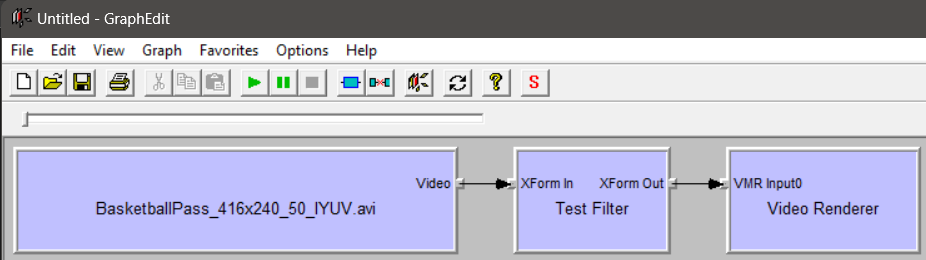 Untitled - GraphEdit
File Edit View Graph Favorites Options Help
? S
Video XForm In XForm Out VMR Input0
BasketballPass_416x240_50_IYUV.avi Test Filter Video Renderer